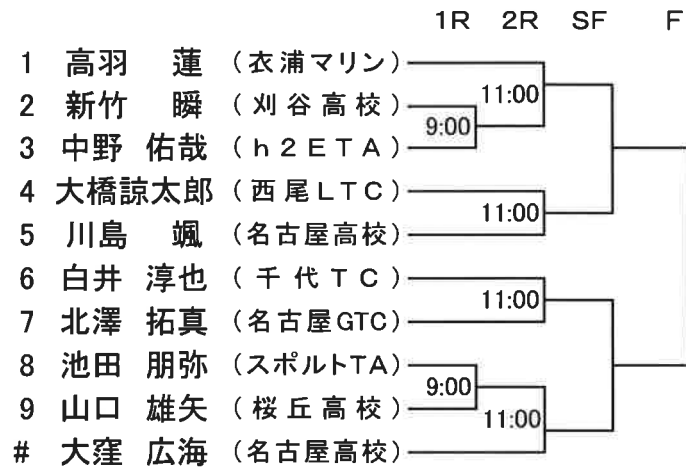 1R 2R SF F
1 高羽 蓮 (衣浦マリン)
11:00
2 新竹 瞬 (刈谷高校)
9:00
3 中野 佑哉 (h2ETA)
4 大橋諒太郎 (西尾LTC)
11:00
5 川島 颯 (名古屋高校)
6 白井 淳也 (千代TC)
11:00
7 北澤 拓真 (名古屋GTC)
8 池田 朋弥 (スポルトTA)
9:00
9 山口 雄矢 (桜丘高校)
11:00
# 大窪 広海 (名古屋高校)